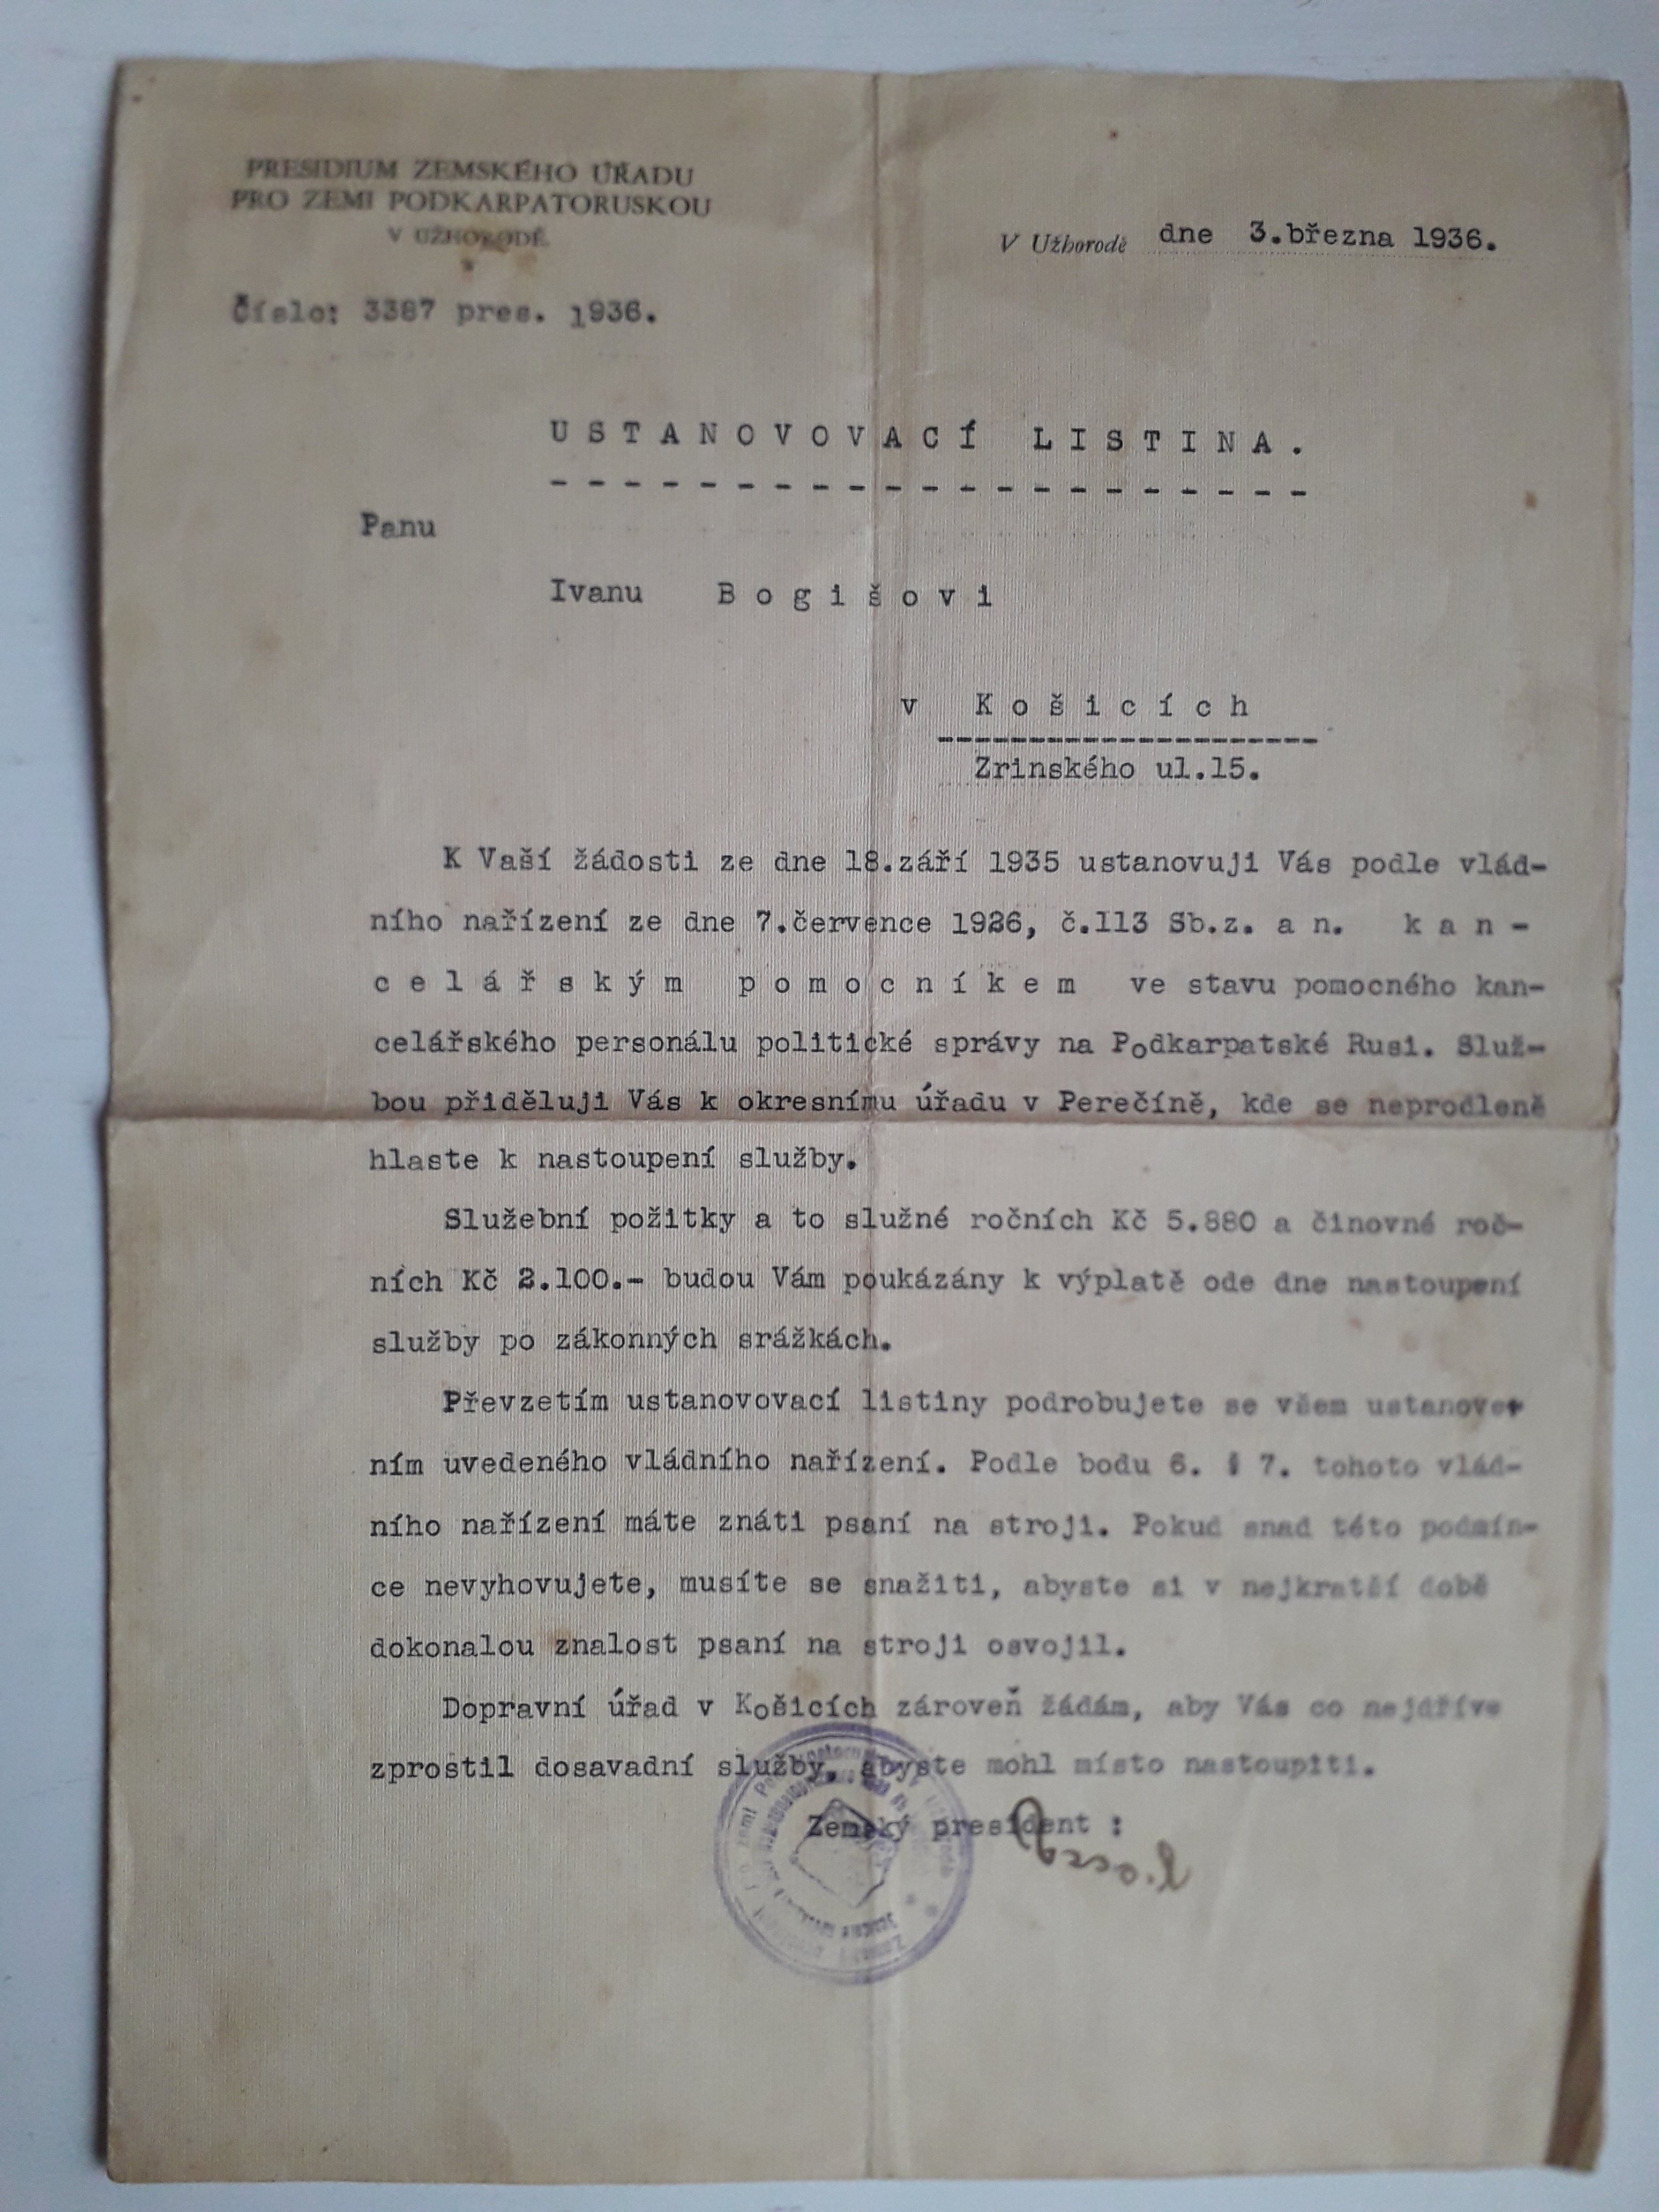 PRESIDIUM ZEMSKÉHO ÚŘADU
PRO ZEMI PODKARPATORUSKOU
V UŽHORODĚ.
V Užhorodě dne 3.března 1936.
Číslo: 3387 pres. 1936.
USTANOVOVACÍ LISTINA.
Panu
Ivanu Bogišovi
v Košicích
Zrinského ul.15.
K Vaší žádosti ze dne 18.září 1935 ustanovuji Vás podle vlád-
ního nařízení ze dne 7.července 1926, č.113 Sb.z. a n. kan-
celářským pomocníkem ve stavu pomocného kan-
celářského personálu politické správy na Podkarpatské Rusi. Služ-
bou přiděluji Vás k okresnímu úřadu v Perečíně, kde se neprodleně
hlaste k nastoupení služby.
Služební požitky a to služné ročních Kč 5.880 a činovné roč-
ních Kč 2.100.- budou Vám poukázány k výplatě ode dne nastoupení
služby po zákonných srážkách.
Převzetím ustanovovací listiny podrobujete se všem ustanove-
ním uvedeného vládního nařízení. Podle bodu 6. § 7. tohoto vlád-
ního nařízení máte znáti psaní na stroji. Pokud snad této podmín-
ce nevyhovujete, musíte se snažiti, abyste si v nejkratší době
dokonalou znalost psaní na stroji osvojil.
Dopravní úřad v Košicích zároveň žádám, aby Vás co nejdříve
zprostil dosavadní služby, abyste mohl místo nastoupiti.
Zemský president :